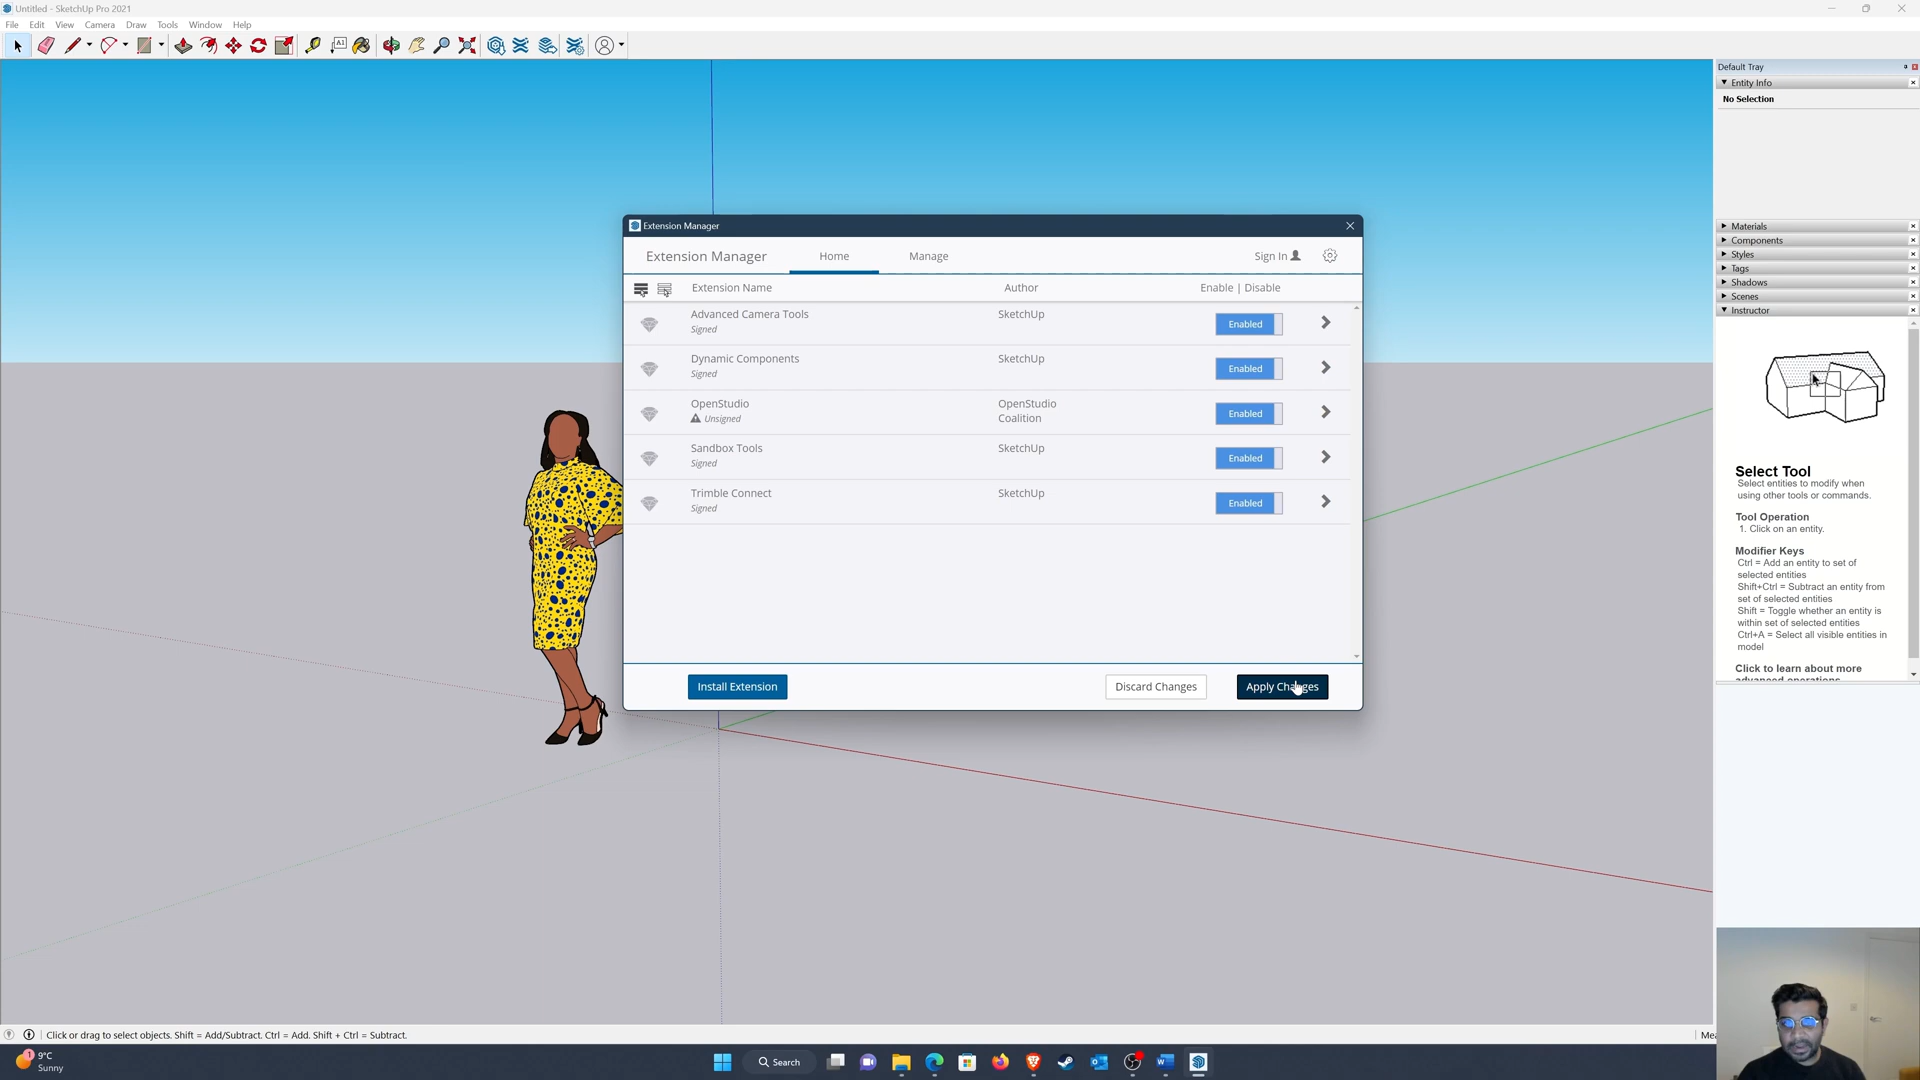 Untitled - SketchUp Pro 2021
File Edit View Camera Draw Tools Window Help
A1
Default Tray
Entity Info
No Selection
Materials
Components
Styles
Tags
Shadows
Scenes
Instructor
Extension Manager
Extension Manager Home Manage Sign In
Extension Name Author Enable | Disable
Advanced Camera Tools SketchUp
Signed Enabled
Dynamic Components SketchUp
Signed Enabled
OpenStudio OpenStudio
Unsigned Coalition Enabled
Sandbox Tools SketchUp
Signed Enabled
Trimble Connect SketchUp
Signed Enabled
Install Extension Discard Changes Apply Changes
Select Tool
Select entities to modify when
using other tools or commands.
Tool Operation
1. Click on an entity.
Modifier Keys
Ctrl = Add an entity to set of
selected entities
Shift+Ctrl = Subtract an entity from
set of selected entities
Shift = Toggle whether an entity is
within set of selected entities
Ctrl+A = Select all visible entities in
model
Click to learn about more
advanced operations
Click or drag to select objects. Shift = Add/Subtract. Ctrl = Add. Shift + Ctrl = Subtract.
Mea
1
9°C
Sunny
Search